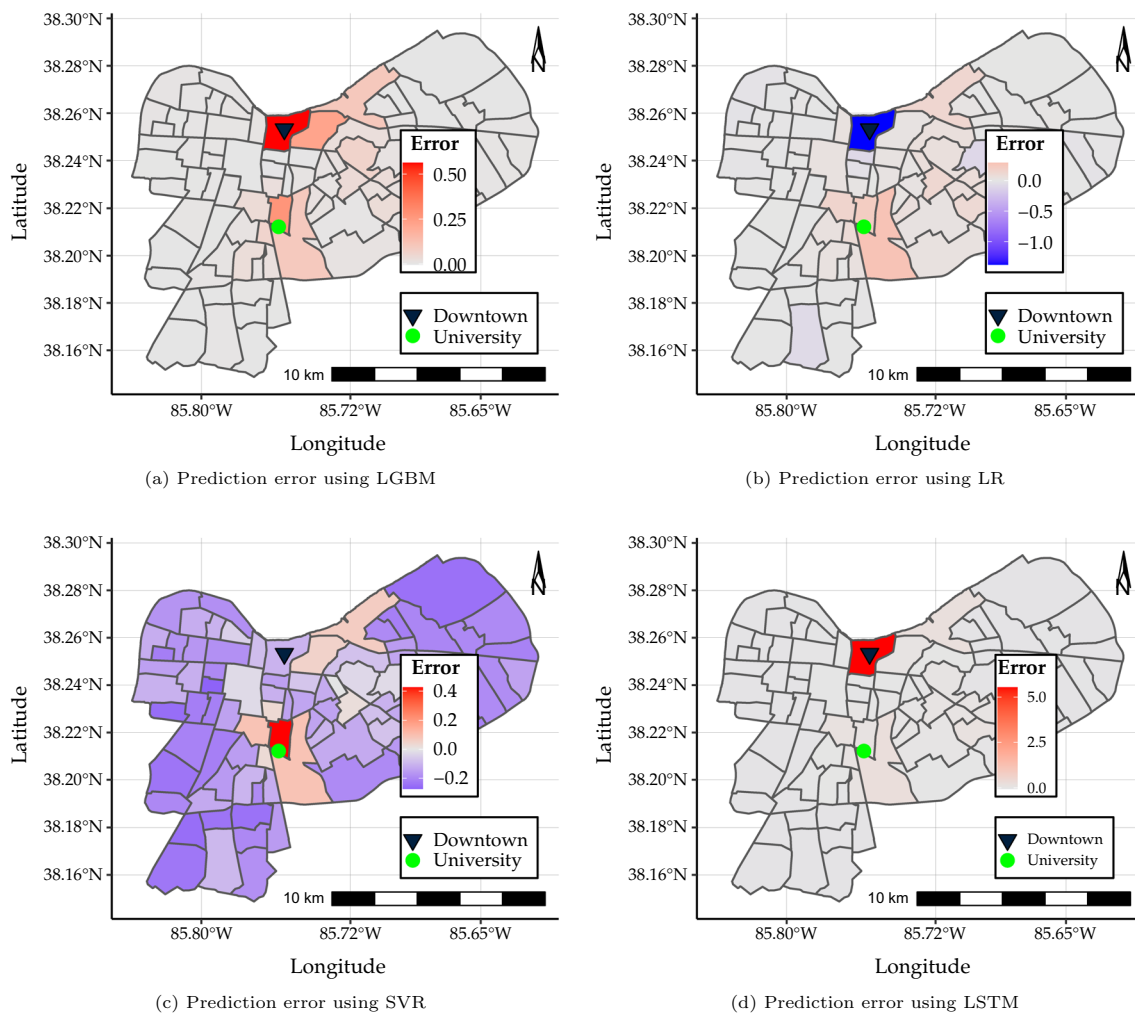 38.30°N
38.28°N
38.26°N
38.24°N
38.22°N
38.20°N
38.18°N
38.16°N
Latitude
N
Error
0.50
0.25
0.00
Downtown
University
10 km
85.80°W 85.72°W 85.65°W
Longitude
(a) Prediction error using LGBM
38.30°N
38.28°N
38.26°N
38.24°N
38.22°N
38.20°N
38.18°N
38.16°N
Latitude
N
Error
0.0
−0.5
−1.0
Downtown
University
10 km
85.80°W 85.72°W 85.65°W
Longitude
(b) Prediction error using LR
38.30°N
38.28°N
38.26°N
38.24°N
38.22°N
38.20°N
38.18°N
38.16°N
Latitude
N
Error
0.4
0.2
0.0
−0.2
Downtown
University
10 km
85.80°W 85.72°W 85.65°W
Longitude
(c) Prediction error using SVR
38.30°N
38.28°N
38.26°N
38.24°N
38.22°N
38.20°N
38.18°N
38.16°N
Latitude
N
Error
5.0
2.5
0.0
Downtown
University
10 km
85.80°W 85.72°W 85.65°W
Longitude
(d) Prediction error using LSTM